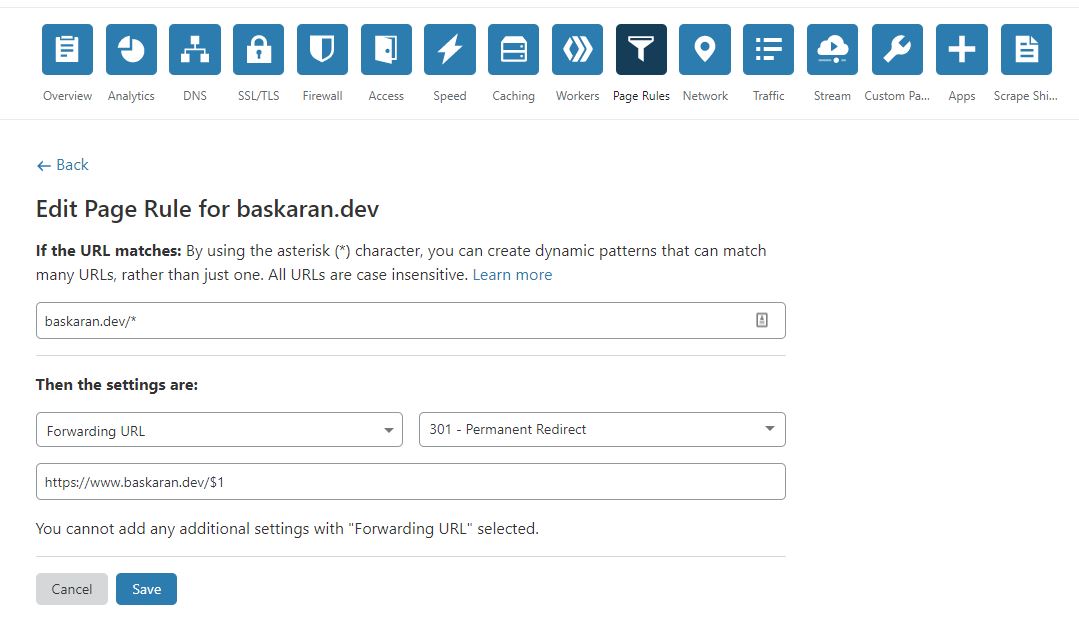 Overview Analytics DNS SSL/TLS Firewall Access Speed Caching Workers Page Rules Network Traffic Stream Custom Pa... Apps Scrape Shi...
← Back
Edit Page Rule for baskaran.dev
If the URL matches: By using the asterisk (*) character, you can create dynamic patterns that can match
many URLs, rather than just one. All URLs are case insensitive. Learn more
baskaran.dev/*
Then the settings are:
Forwarding URL 301 - Permanent Redirect
https://www.baskaran.dev/$1
You cannot add any additional settings with "Forwarding URL" selected.
Cancel Save